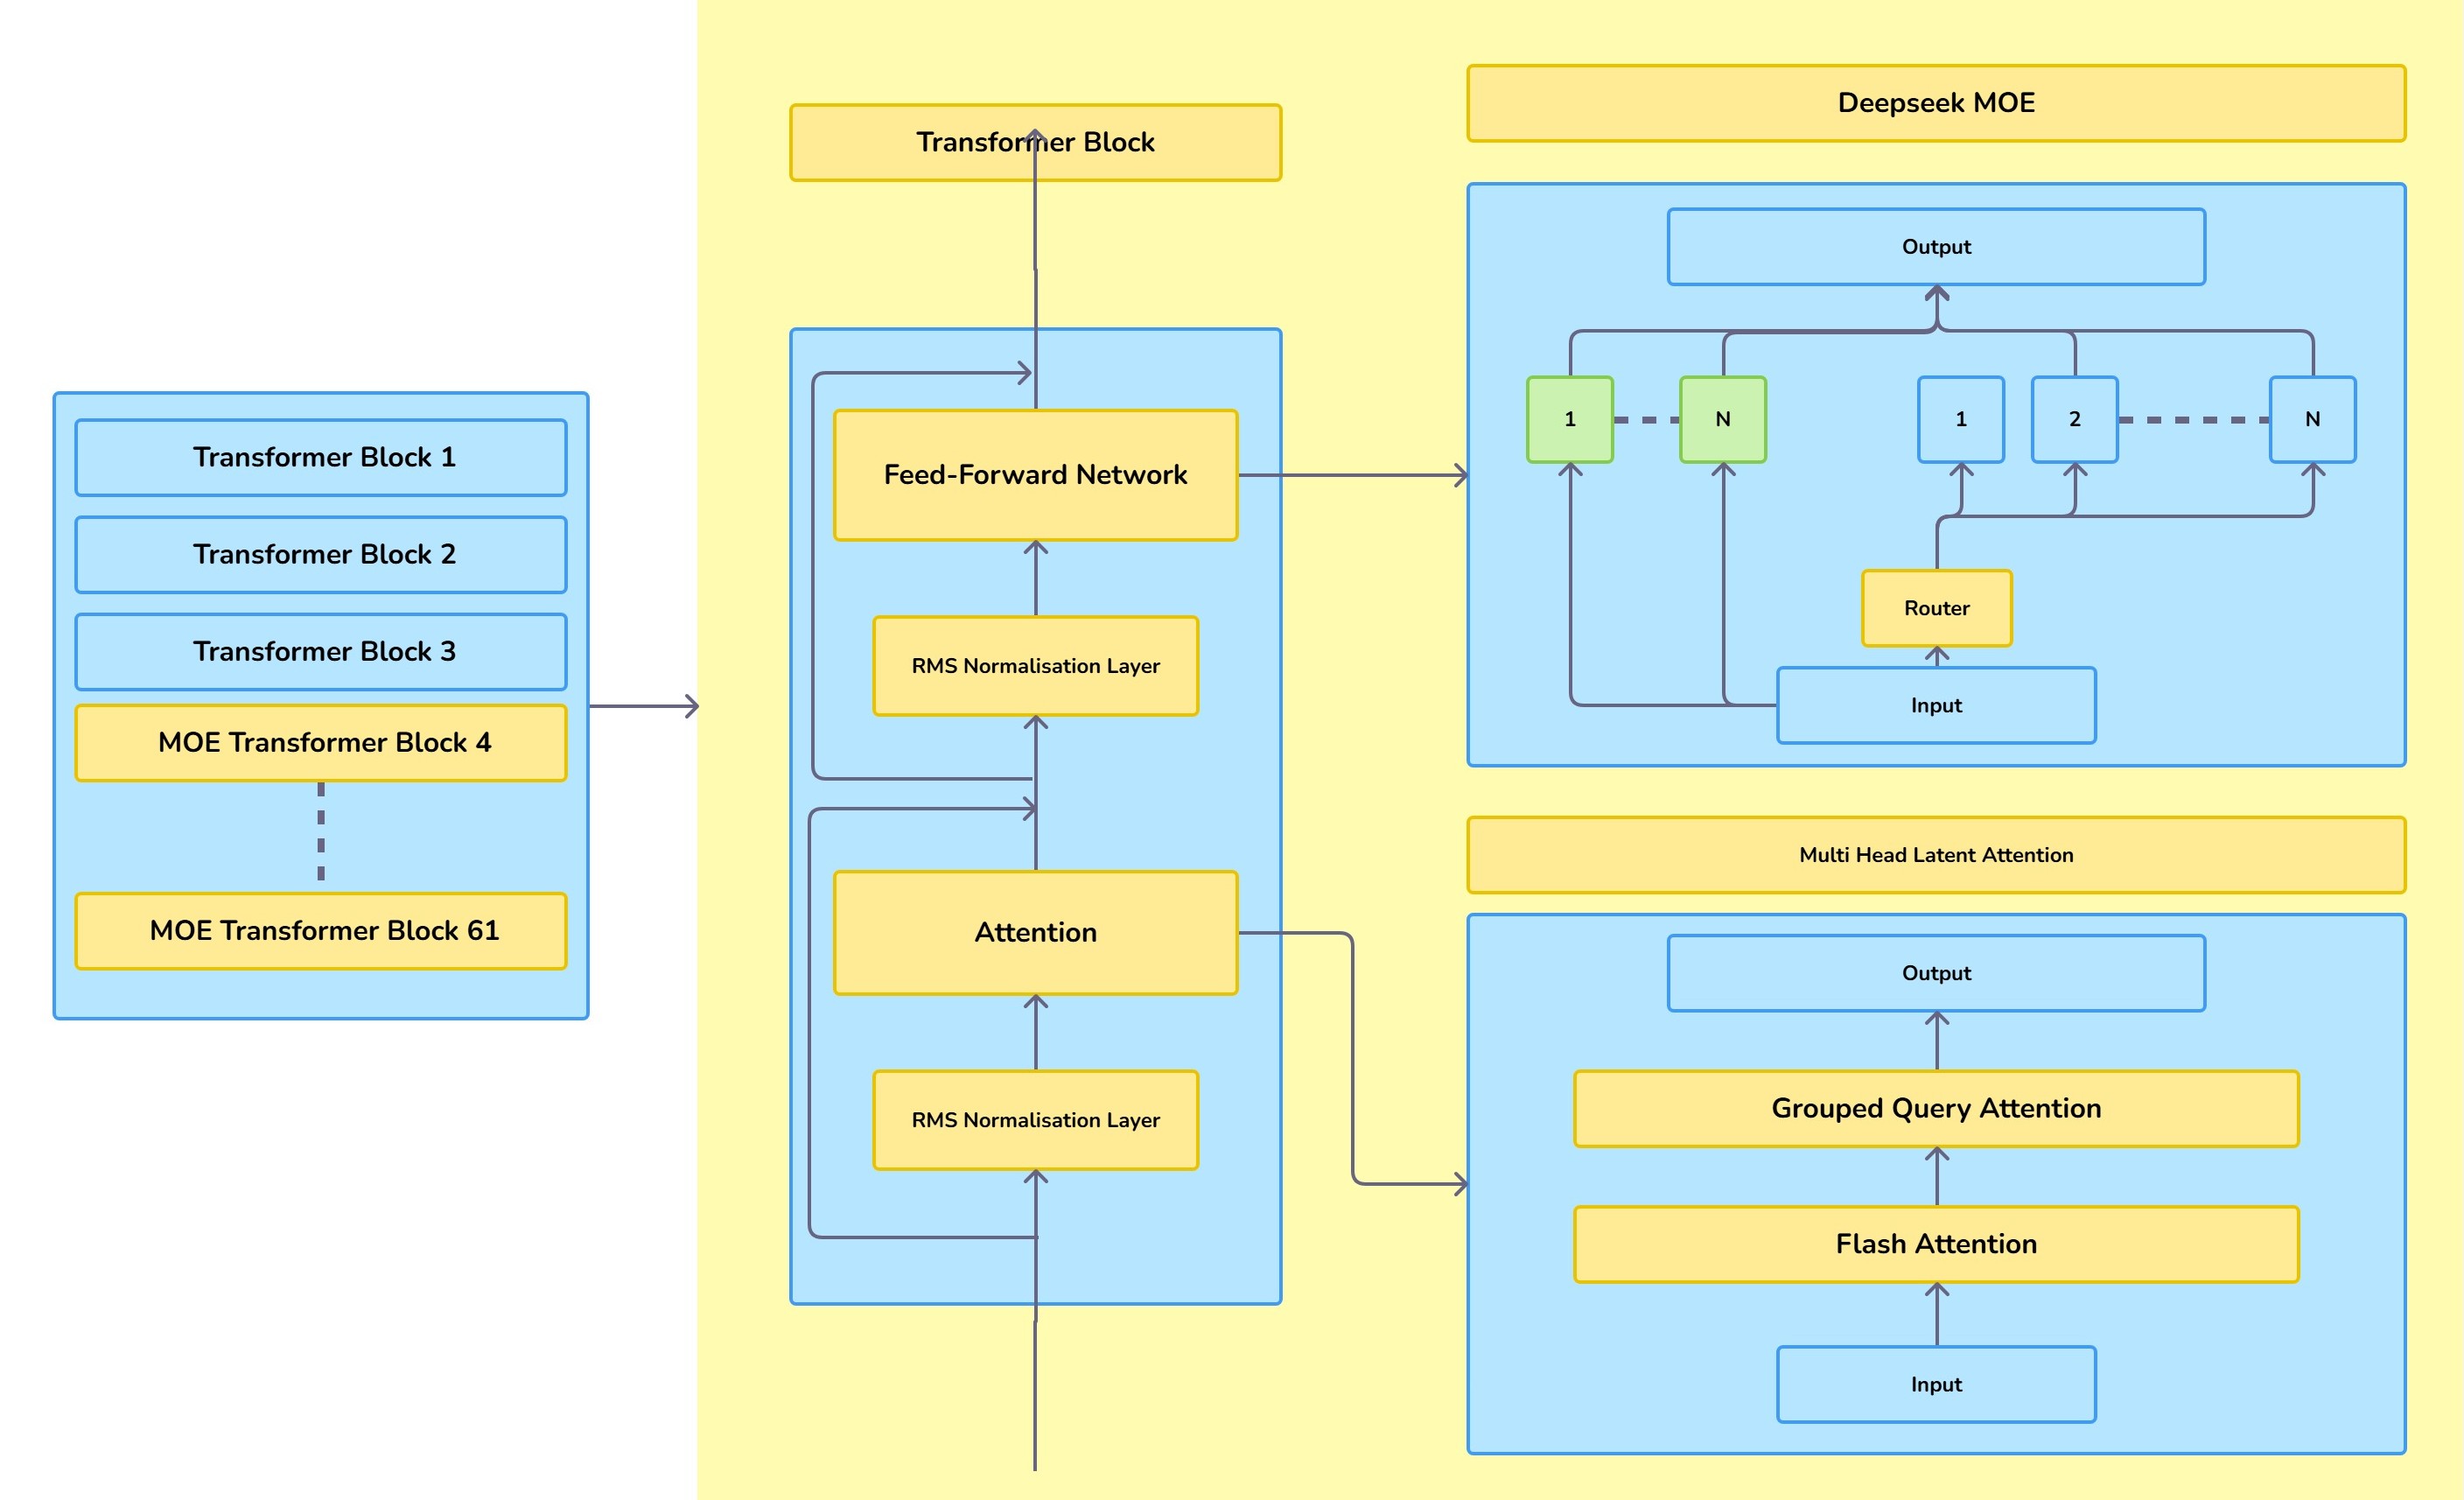 Transformer Block 1
Transformer Block 2
Transformer Block 3
MOE Transformer Block 4
MOE Transformer Block 61
Transformer Block
Feed-Forward Network
RMS Normalisation Layer
Attention
RMS Normalisation Layer
Deepseek MOE
Output
1
N
1
2
N
Router
Input
Multi Head Latent Attention
Output
Grouped Query Attention
Flash Attention
Input